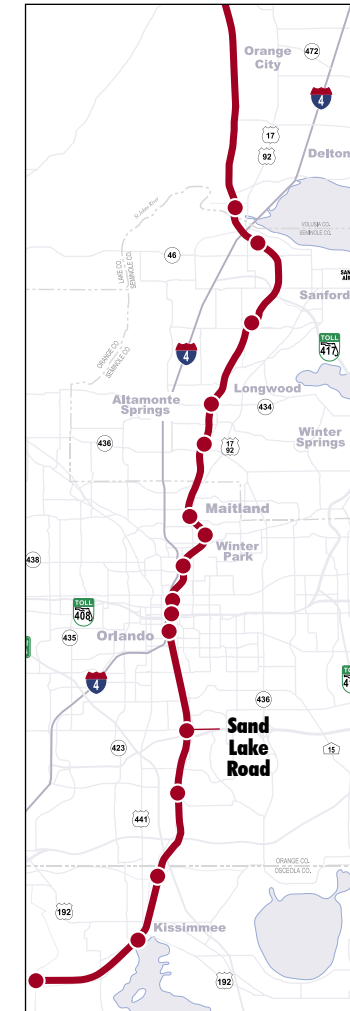 Orange
City
472
4
17
92
Delton
St Johns River
VOLUSIA CO.
SEMINOLE CO.
46
LAKE CO.
SEMINOLE CO.
SAN
AIR
Sanford
ORANGE CO.
SEMINOLE CO.
TOLL
417
4
Longwood
Altamonte
Springs
434
436
17
92
Winter
Springs
Maitland
Winter
Park
438
TOLL
408
435
Orlando
TOLL
4
436
Sand
Lake
Road
423
15
441
ORANGE CO.
OSCEOLA CO.
192
Kissimmee
192